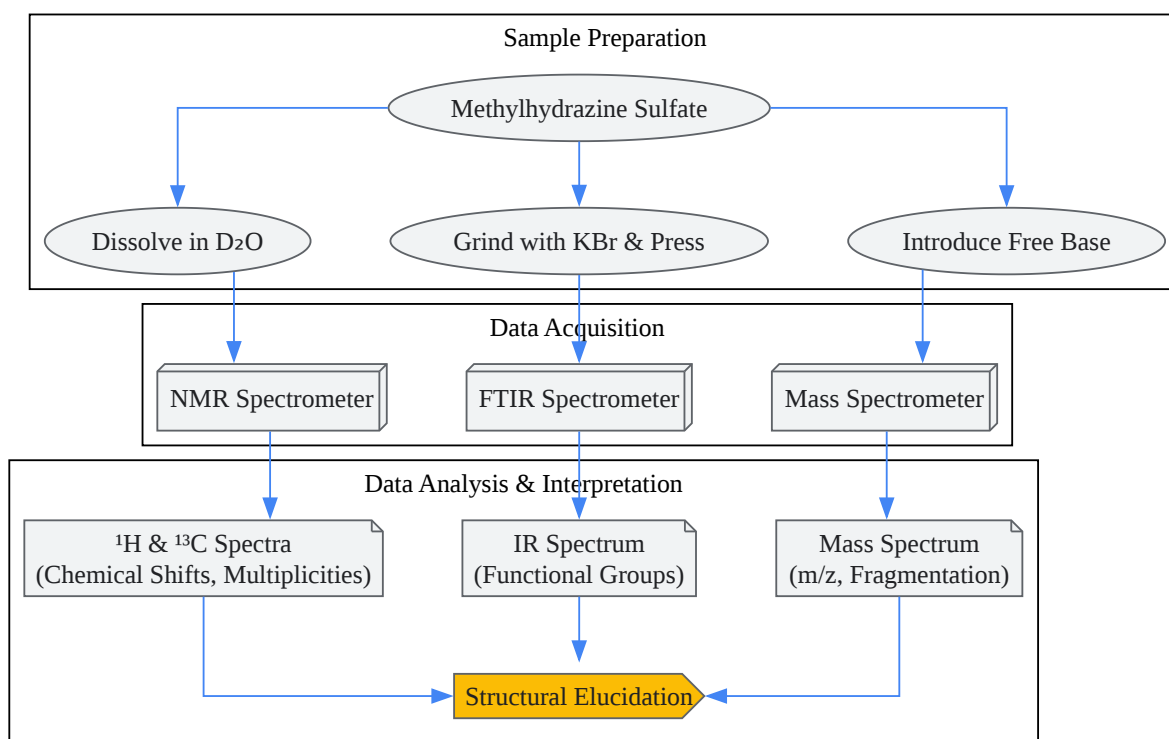 Sample Preparation
Methylhydrazine Sulfate
Dissolve in D₂O
Grind with KBr & Press
Introduce Free Base
Data Acquisition
NMR Spectrometer
FTIR Spectrometer
Mass Spectrometer
Data Analysis & Interpretation
¹H & ¹³C Spectra
(Chemical Shifts, Multiplicities)
IR Spectrum
(Functional Groups)
Mass Spectrum
(m/z, Fragmentation)
Structural Elucidation